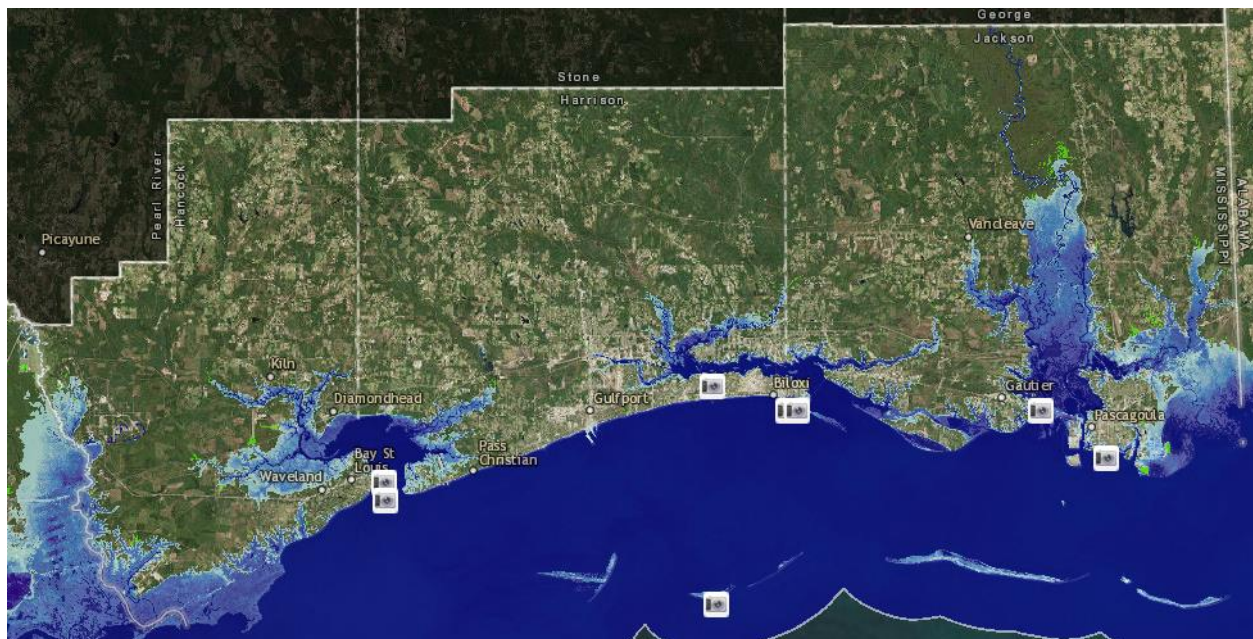 George
Jackson
Stone
Harrison
Pearl River
Hancock
MISSISSIPPI
ALABAMA
Picayune
Vancleave
Kiln
Diamondhead
Gulfport
Biloxi
Gautier
Pascagoula
Bay St
Louis
Pass
Christian
Waveland